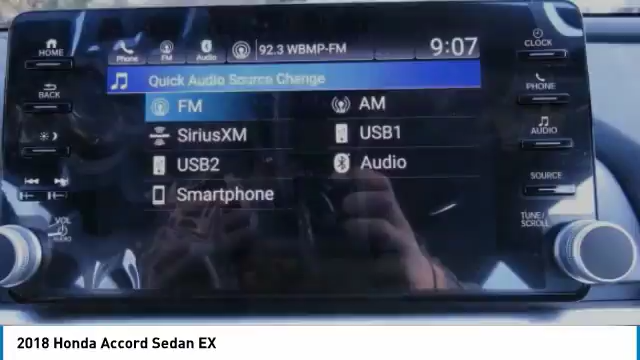 HOME
Phone FM Audio 92.3 WBMP-FM 9:07
CLOCK
Quick Audio Source Change
BACK
FM AM
PHONE
SiriusXM USB1
AUDIO
USB2 Audio
SOURCE
Smartphone
VOL
AUDIO
TUNE/
SCROLL
2018 Honda Accord Sedan EX